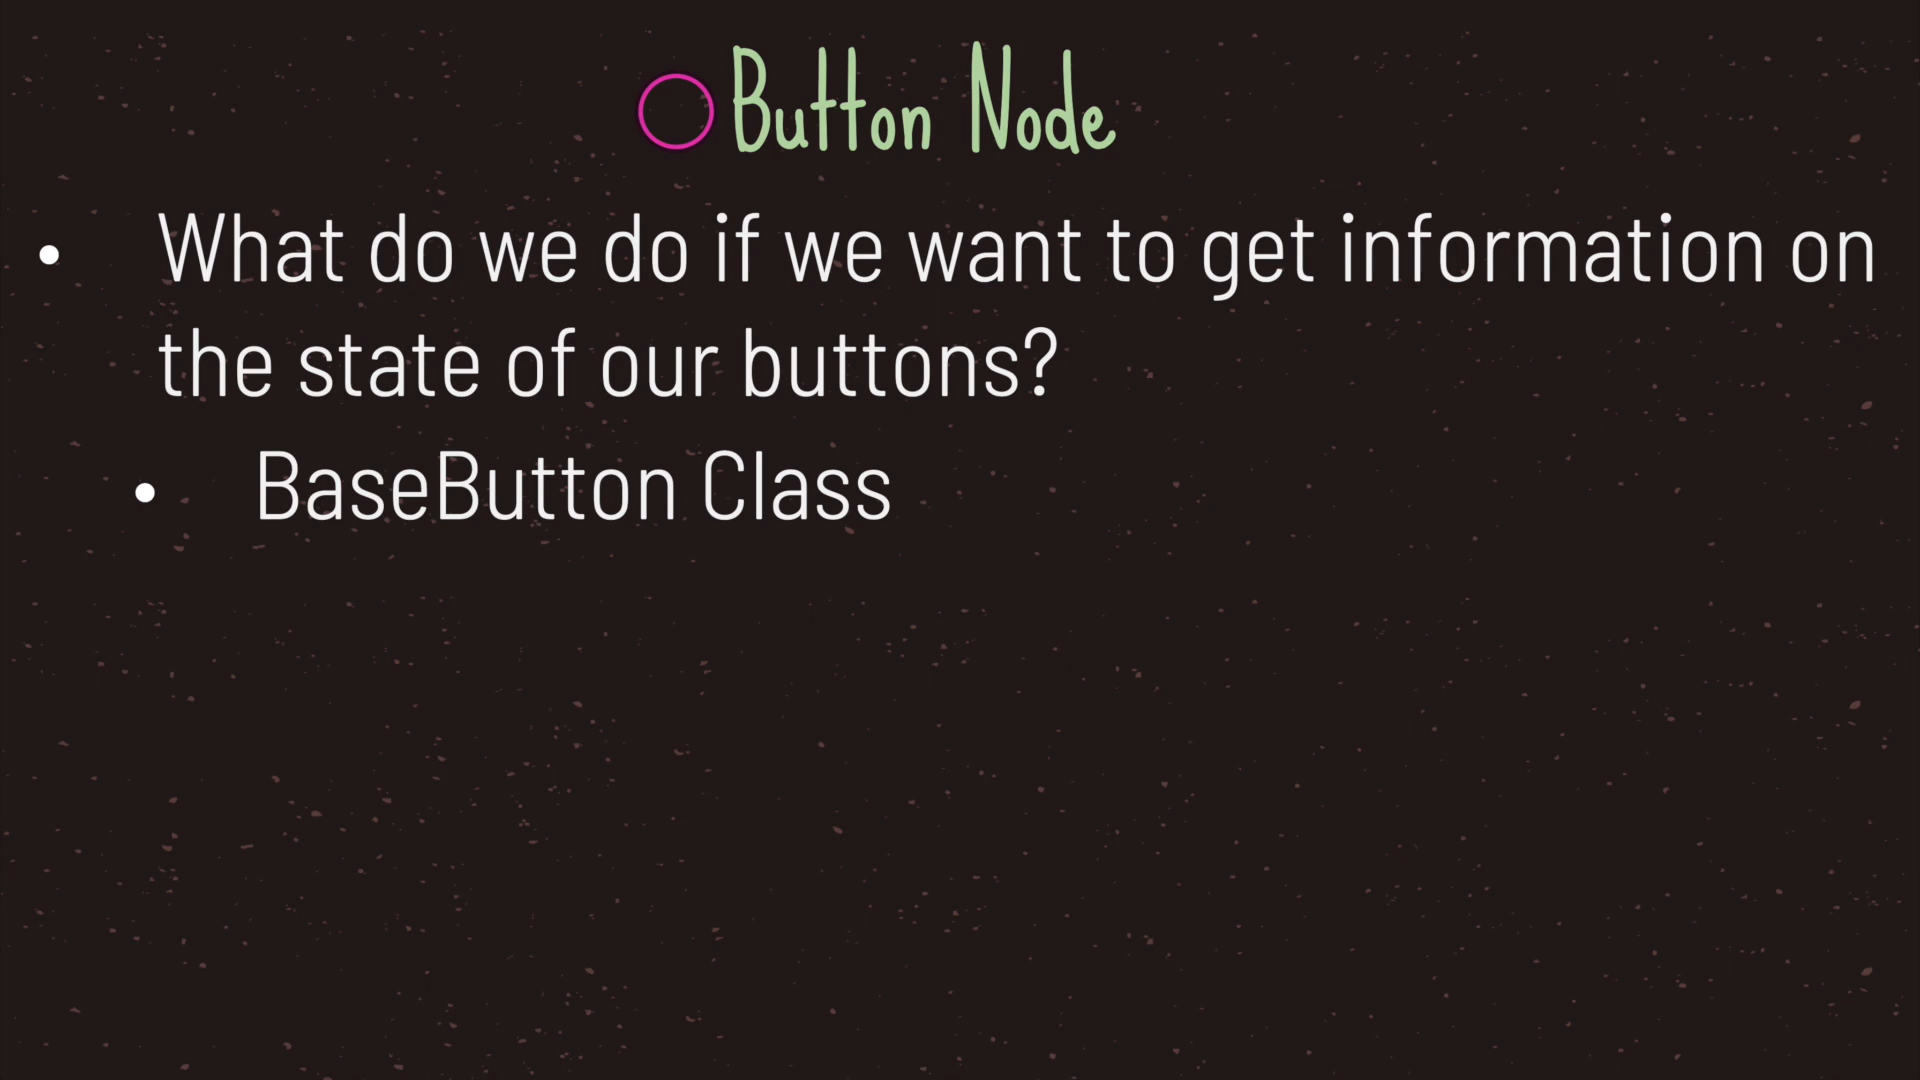 Button Node
• What do we do if we want to get information on
the state of our buttons?
• BaseButton Class